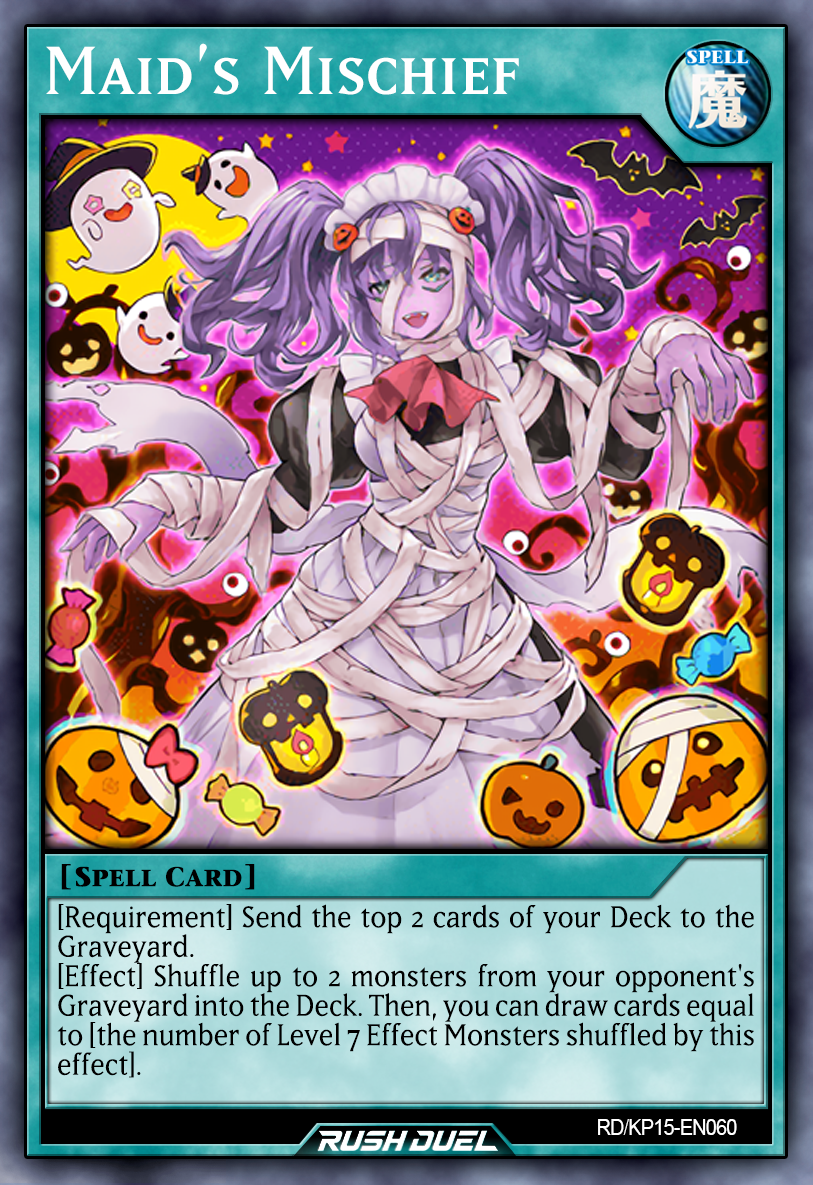 Maid's Mischief
SPELL
魔
[Spell Card]
[Requirement] Send the top 2 cards of your Deck to the
Graveyard.
[Effect] Shuffle up to 2 monsters from your opponent's
Graveyard into the Deck. Then, you can draw cards equal
to [the number of Level 7 Effect Monsters shuffled by this
effect].
RD/KP15-EN060
RUSH DUEL